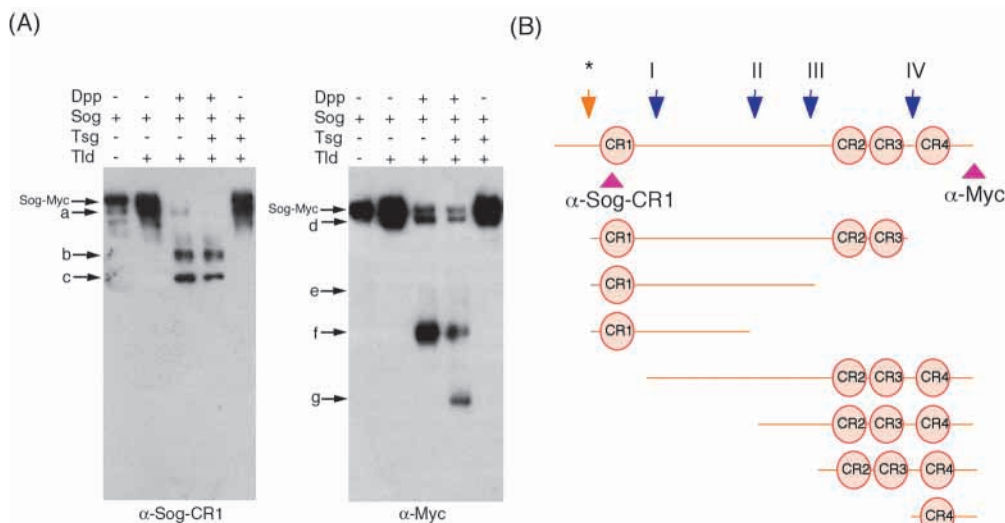 (A)
Dpp - - + + -
Sog + + + + +
Tsg - - - + +
Tld - + + + +
Sog-Myc
a
b
c
α-Sog-CR1
Dpp - - + + -
Sog + + + + +
Tsg - - - + +
Tld - + + + +
Sog-Myc
d
e
f
g
α-Myc
(B)
* I II III IV
CR1 CR2 CR3 CR4
α-Sog-CR1 α-Myc
CR1 CR2 CR3
CR1
CR1
CR2 CR3 CR4
CR2 CR3 CR4
CR2 CR3 CR4
CR4